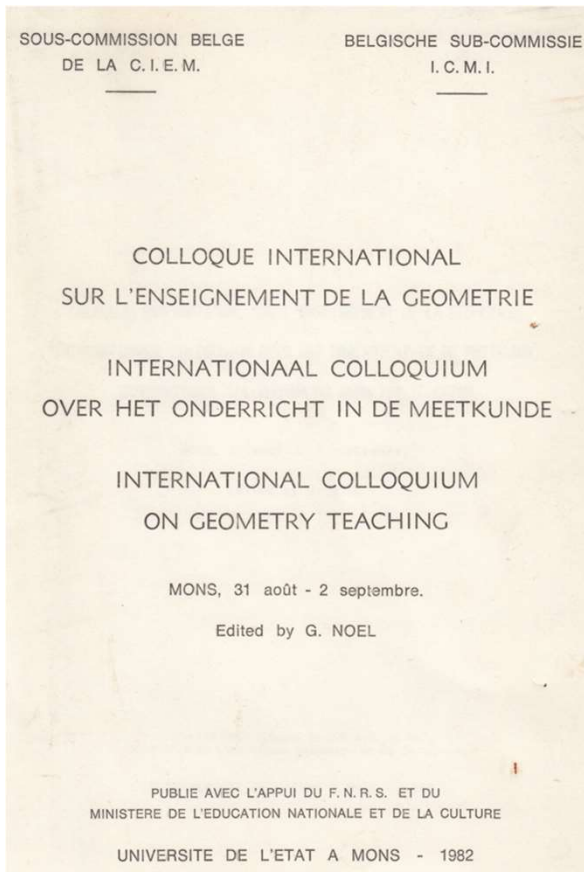 SOUS-COMMISSION BELGE
DE LA C.I.E.M.
BELGISCHE SUB-COMMISSIE
I.C.M.I.
COLLOQUE INTERNATIONAL
SUR L'ENSEIGNEMENT DE LA GEOMETRIE
INTERNATIONAAL COLLOQUIUM
OVER HET ONDERRICHT IN DE MEETKUNDE
INTERNATIONAL COLLOQUIUM
ON GEOMETRY TEACHING
MONS, 31 août - 2 septembre.
Edited by G. NOEL
PUBLIE AVEC L'APPUI DU F.N.R.S. ET DU
MINISTERE DE L'EDUCATION NATIONALE ET DE LA CULTURE
UNIVERSITE DE L'ETAT A MONS - 1982